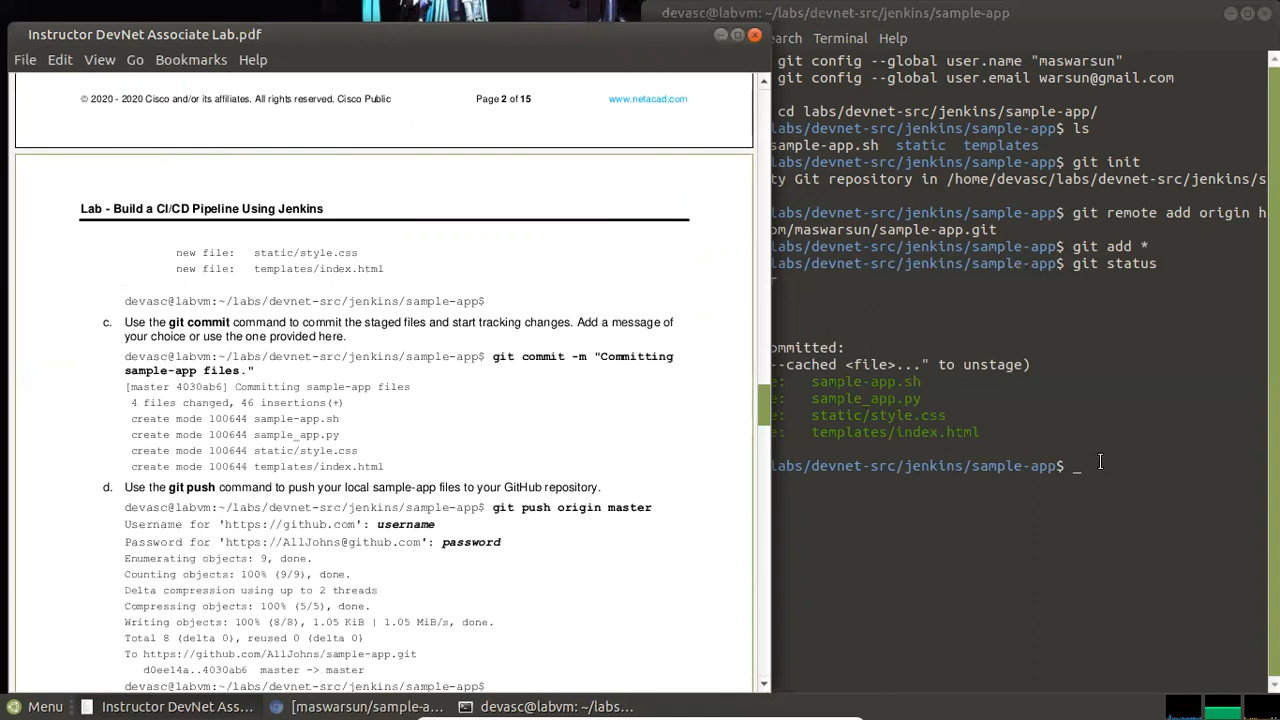 devasc@labvm: ~/labs/devnet-src/jenkins/sample-app
Instructor DevNet Associate Lab.pdf
File Edit View Go Bookmarks Help
© 2020 - 2020 Cisco and/or its affiliates. All rights reserved. Cisco Public Page 2 of 15 www.netacad.com
Lab - Build a CI/CD Pipeline Using Jenkins
new file: static/style.css
new file: templates/index.html
devasc@labvm:~/labs/devnet-src/jenkins/sample-app$
c. Use the git commit command to commit the staged files and start tracking changes. Add a message of
your choice or use the one provided here.
devasc@labvm:~/labs/devnet-src/jenkins/sample-app$ git commit -m "Committing
sample-app files."
[master 4030ab6] Committing sample-app files
4 files changed, 46 insertions(+)
create mode 100644 sample-app.sh
create mode 100644 sample_app.py
create mode 100644 static/style.css
create mode 100644 templates/index.html
d. Use the git push command to push your local sample-app files to your GitHub repository.
devasc@labvm:~/labs/devnet-src/jenkins/sample-app$ git push origin master
Username for 'https://github.com': username
Password for 'https://AllJohns@github.com': password
Enumerating objects: 9, done.
Counting objects: 100% (9/9), done.
Delta compression using up to 2 threads
Compressing objects: 100% (5/5), done.
Writing objects: 100% (8/8), 1.05 KiB | 1.05 MiB/s, done.
Total 8 (delta 0), reused 0 (delta 0)
To https://github.com/AllJohns/sample-app.git
d0ee14a..4030ab6 master -> master
devasc@labvm:~/labs/devnet-src/jenkins/sample-app$
earch Terminal Help
git config --global user.name "maswarsun"
git config --global user.email warsun@gmail.com
cd labs/devnet-src/jenkins/sample-app/
labs/devnet-src/jenkins/sample-app$ ls
sample-app.sh static templates
labs/devnet-src/jenkins/sample-app$ git init
ty Git repository in /home/devasc/labs/devnet-src/jenkins/s
labs/devnet-src/jenkins/sample-app$ git remote add origin h
om/maswarsun/sample-app.git
labs/devnet-src/jenkins/sample-app$ git add *
labs/devnet-src/jenkins/sample-app$ git status
r
ommitted:
--cached <file>..." to unstage)
e: sample-app.sh
e: sample_app.py
e: static/style.css
e: templates/index.html
labs/devnet-src/jenkins/sample-app$ _
Menu Instructor DevNet Asso... [maswarsun/sample-a... devasc@labvm: ~/labs...